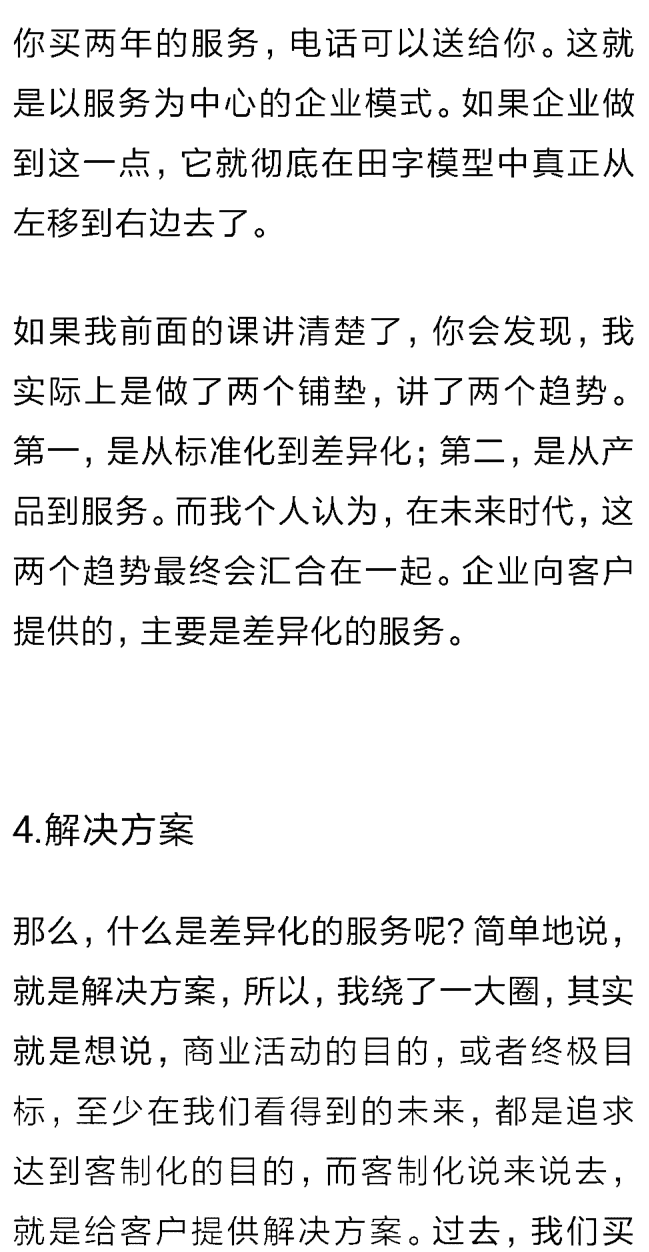 你买两年的服务，电话可以送给你。这就
是以服务为中心的企业模式。如果企业做
到这一点，它就彻底在田字模型中真正从
左移到右边去了。
如果我前面的课讲清楚了，你会发现，我
实际上是做了两个铺垫，讲了两个趋势。
第一，是从标准化到差异化；第二，是从产
品到服务。而我个人认为，在未来时代，这
两个趋势最终会汇合在一起。企业向客户
提供的，主要是差异化的服务。
4.解决方案
那么，什么是差异化的服务呢？简单地说，
就是解决方案，所以，我绕了一大圈，其实
就是想说，商业活动的目的，或者终极目
标，至少在我们看得到的未来，都是追求
达到客制化的目的，而客制化说来说去，
就是给客户提供解决方案。过去，我们买